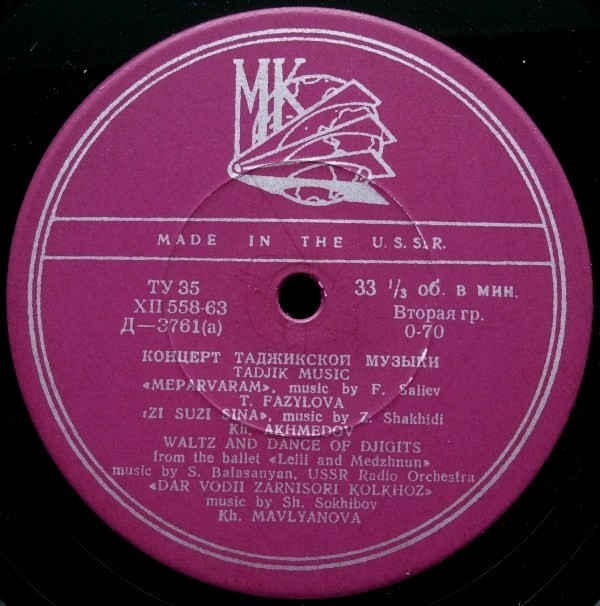 МК
MADE IN THE U.S.S.R.
ТУ 35
ХП 558-63
Д—3761(а)
33 1/3 об. в мин.
Вторая гр.
0-70
КОНЦЕРТ ТАДЖИКСКОЙ МУЗЫКИ
TADJIK MUSIC
«MEPARVARAM», music by F. Saliev
T. FAZYLOVA
«ZI SUZI SINA», music by Z. Shakhidi
Kh. AKHMEDOV
WALTZ AND DANCE OF DJIGITS
from the ballet «Leili and Medzhnun»
music by S. Balasanyan, USSR Radio Orchestra
«DAR VODII ZARNISORI KOLKHOZ»
music by Sh. Sokhibov
Kh. MAVLYANOVA